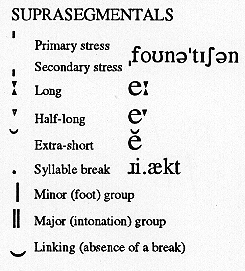 SUPRASEGMENTALS
ˈ Primary stress
ˌ Secondary stress ˌfoʊnəˈtɪʃən
ː Long eː
ˑ Half-long eˑ
˘ Extra-short ĕ
. Syllable break ɹi.ækt
| Minor (foot) group
‖ Major (intonation) group
‿ Linking (absence of a break)